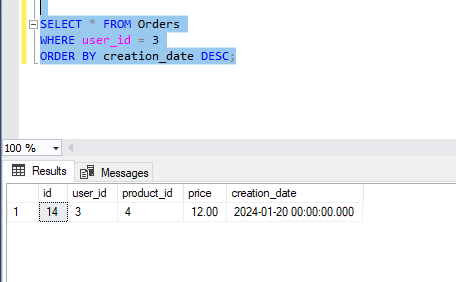 SELECT * FROM Orders
WHERE user_id = 3
ORDER BY creation_date DESC;
100 %
Results Messages
id user_id product_id price creation_date
1 14 3 4 12.00 2024-01-20 00:00:00.000